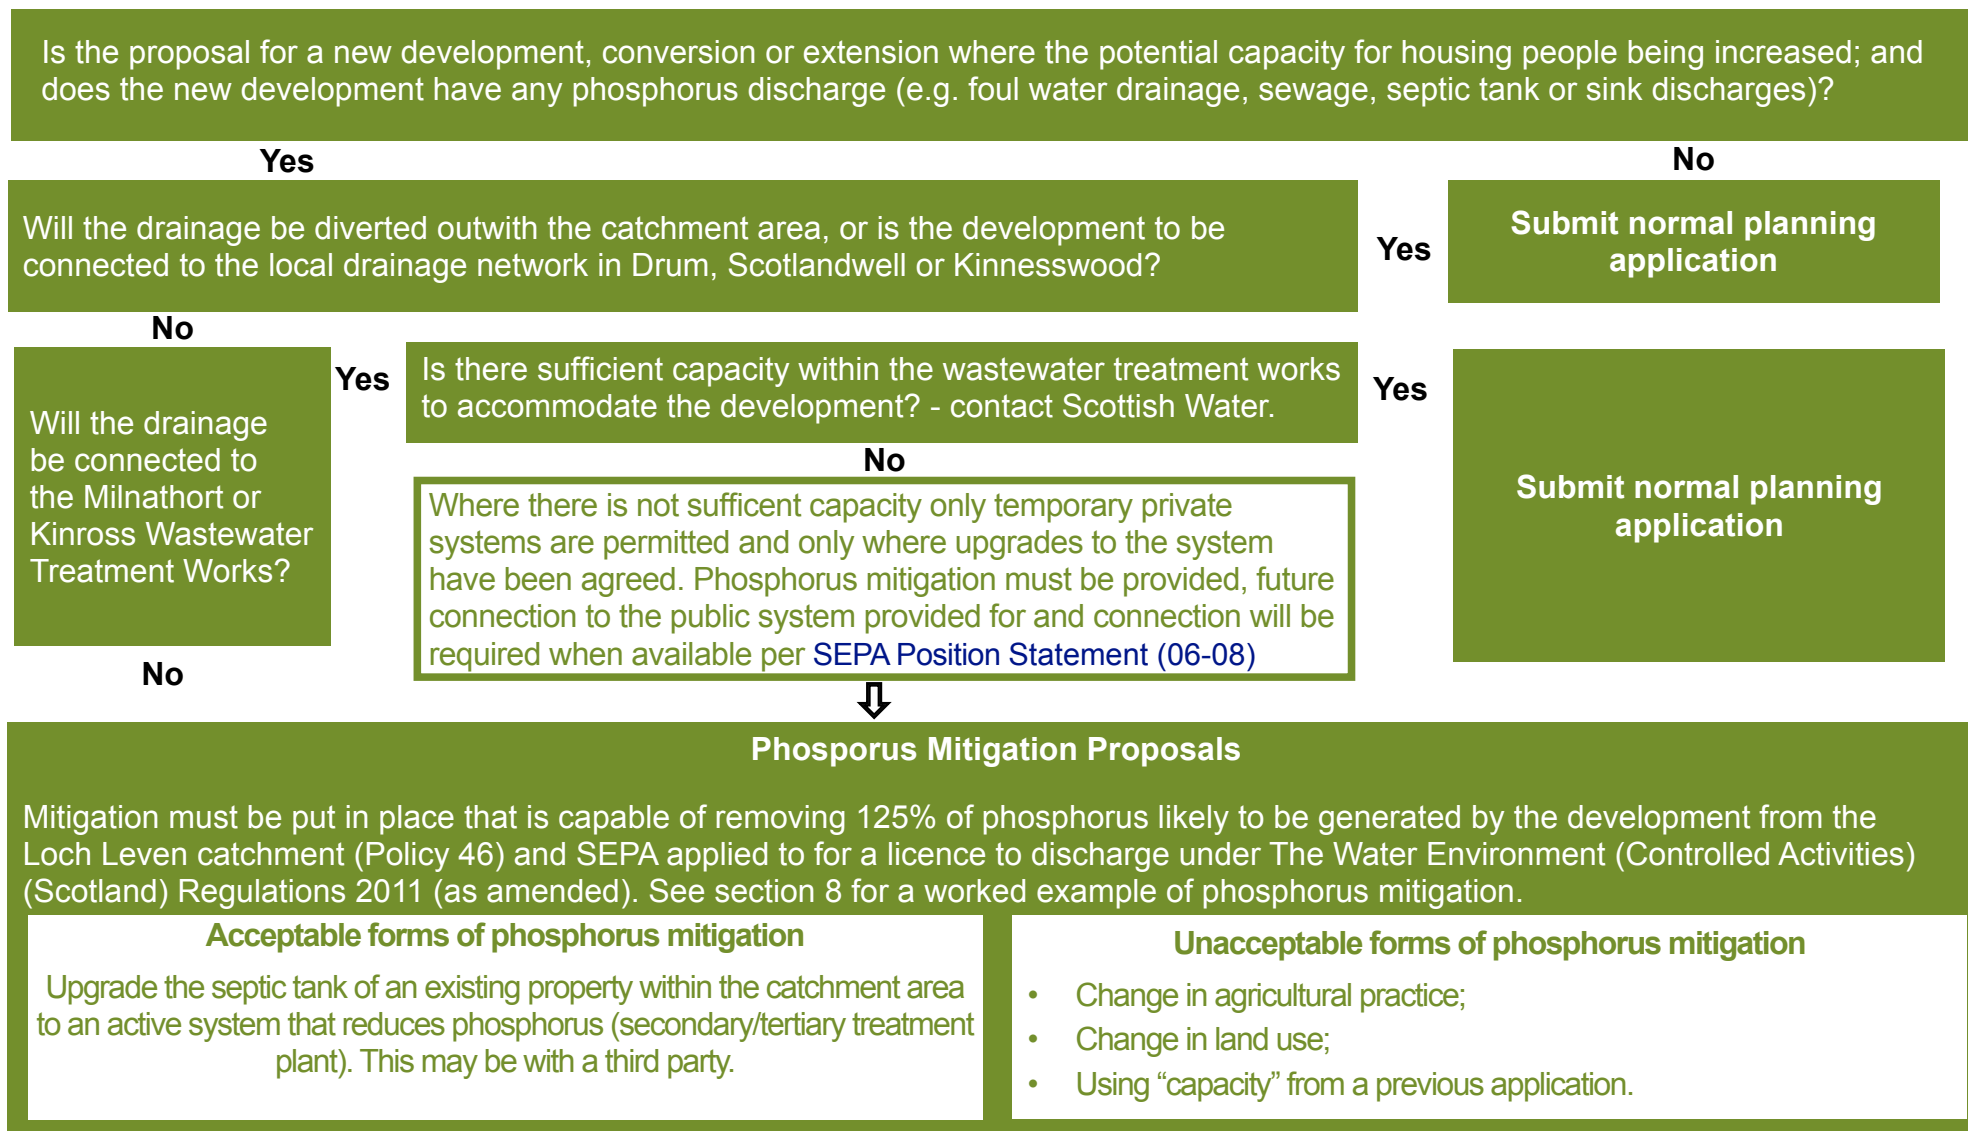 Is the proposal for a new development, conversion or extension where the potential capacity for housing people being increased; and
does the new development have any phosphorus discharge (e.g. foul water drainage, sewage, septic tank or sink discharges)?
Yes
No
Will the drainage be diverted outwith the catchment area, or is the development to be
connected to the local drainage network in Drum, Scotlandwell or Kinnesswood?
Yes
Submit normal planning
application
No
Will the drainage
be connected to
the Milnathort or
Kinross Wastewater
Treatment Works?
Yes
Is there sufficient capacity within the wastewater treatment works
to accommodate the development? - contact Scottish Water.
Yes
Submit normal planning
application
No
Where there is not sufficent capacity only temporary private
systems are permitted and only where upgrades to the system
have been agreed. Phosphorus mitigation must be provided, future
connection to the public system provided for and connection will be
required when available per SEPA Position Statement (06-08)
No
Phosporus Mitigation Proposals
Mitigation must be put in place that is capable of removing 125% of phosphorus likely to be generated by the development from the
Loch Leven catchment (Policy 46) and SEPA applied to for a licence to discharge under The Water Environment (Controlled Activities)
(Scotland) Regulations 2011 (as amended). See section 8 for a worked example of phosphorus mitigation.
Acceptable forms of phosphorus mitigation
Upgrade the septic tank of an existing property within the catchment area
to an active system that reduces phosphorus (secondary/tertiary treatment
plant). This may be with a third party.
Unacceptable forms of phosphorus mitigation
• Change in agricultural practice;
• Change in land use;
• Using “capacity” from a previous application.